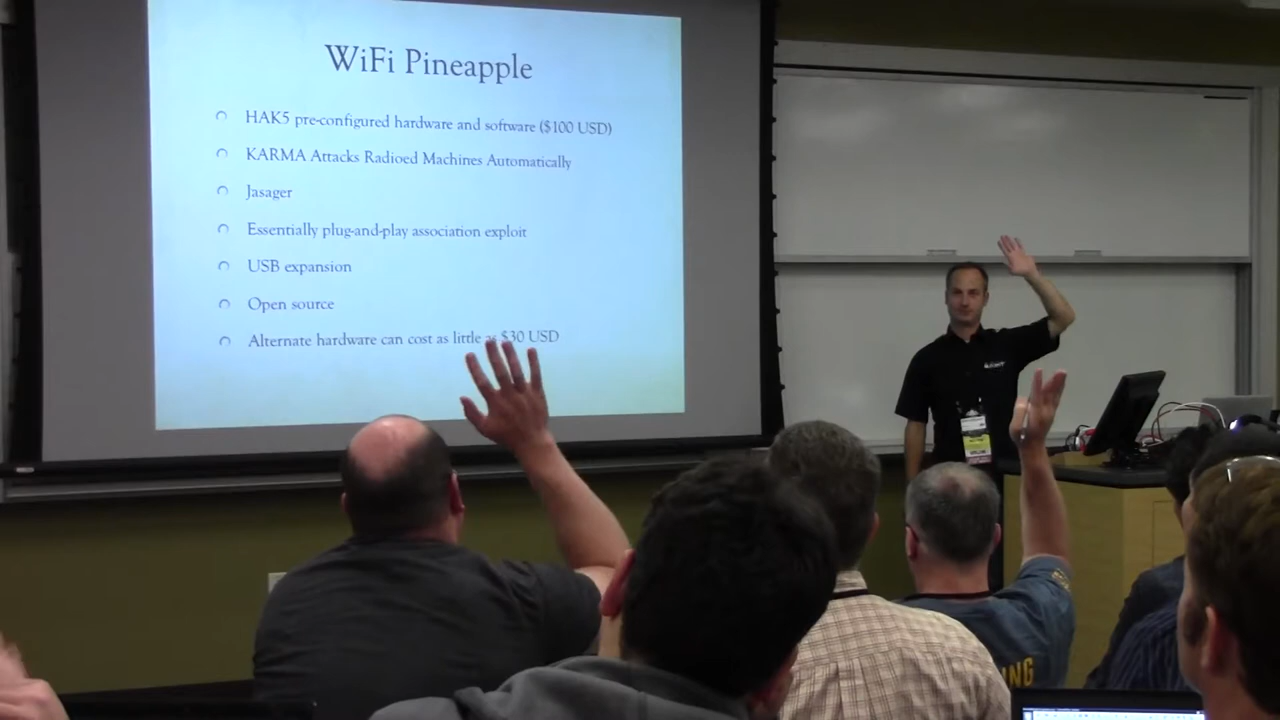 WiFi Pineapple
HAK5 pre-configured hardware and software ($100 USD)
KARMA Attacks Radioed Machines Automatically
Jasager
Essentially plug-and-play association exploit
USB expansion
Open source
Alternate hardware can cost as little as $30 USD